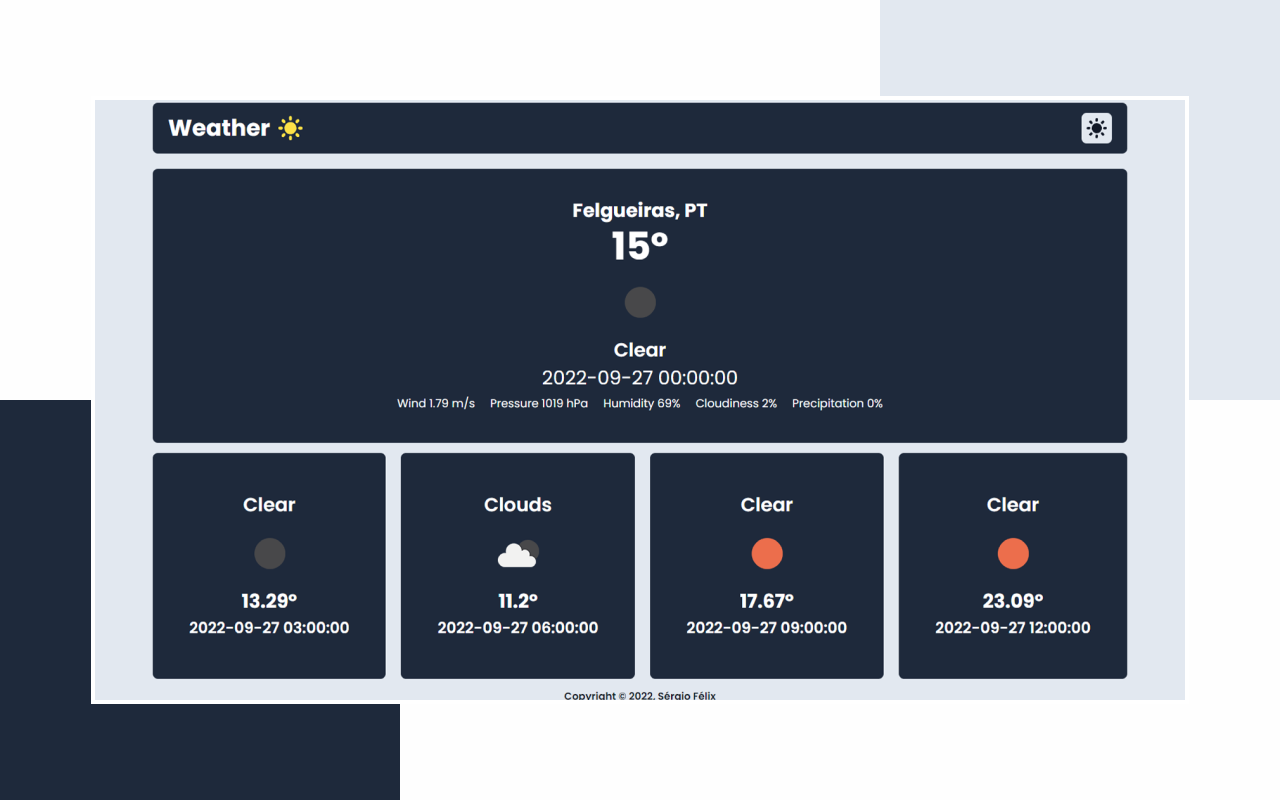 Weather
Felgueiras, PT
15º
Clear
2022-09-27 00:00:00
Wind 1.79 m/s Pressure 1019 hPa Humidity 69% Cloudiness 2% Precipitation 0%
Clear
13.29º
2022-09-27 03:00:00
Clouds
11.2º
2022-09-27 06:00:00
Clear
17.67º
2022-09-27 09:00:00
Clear
23.09º
2022-09-27 12:00:00
Copyright © 2022. Sérgio Félix